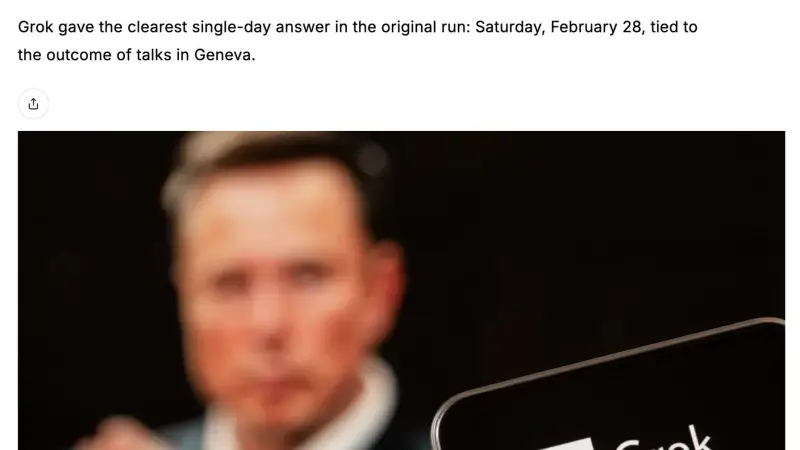 Grok gave the clearest single-day answer in the original run: Saturday, February 28, tied to
the outcome of talks in Geneva.
Grok